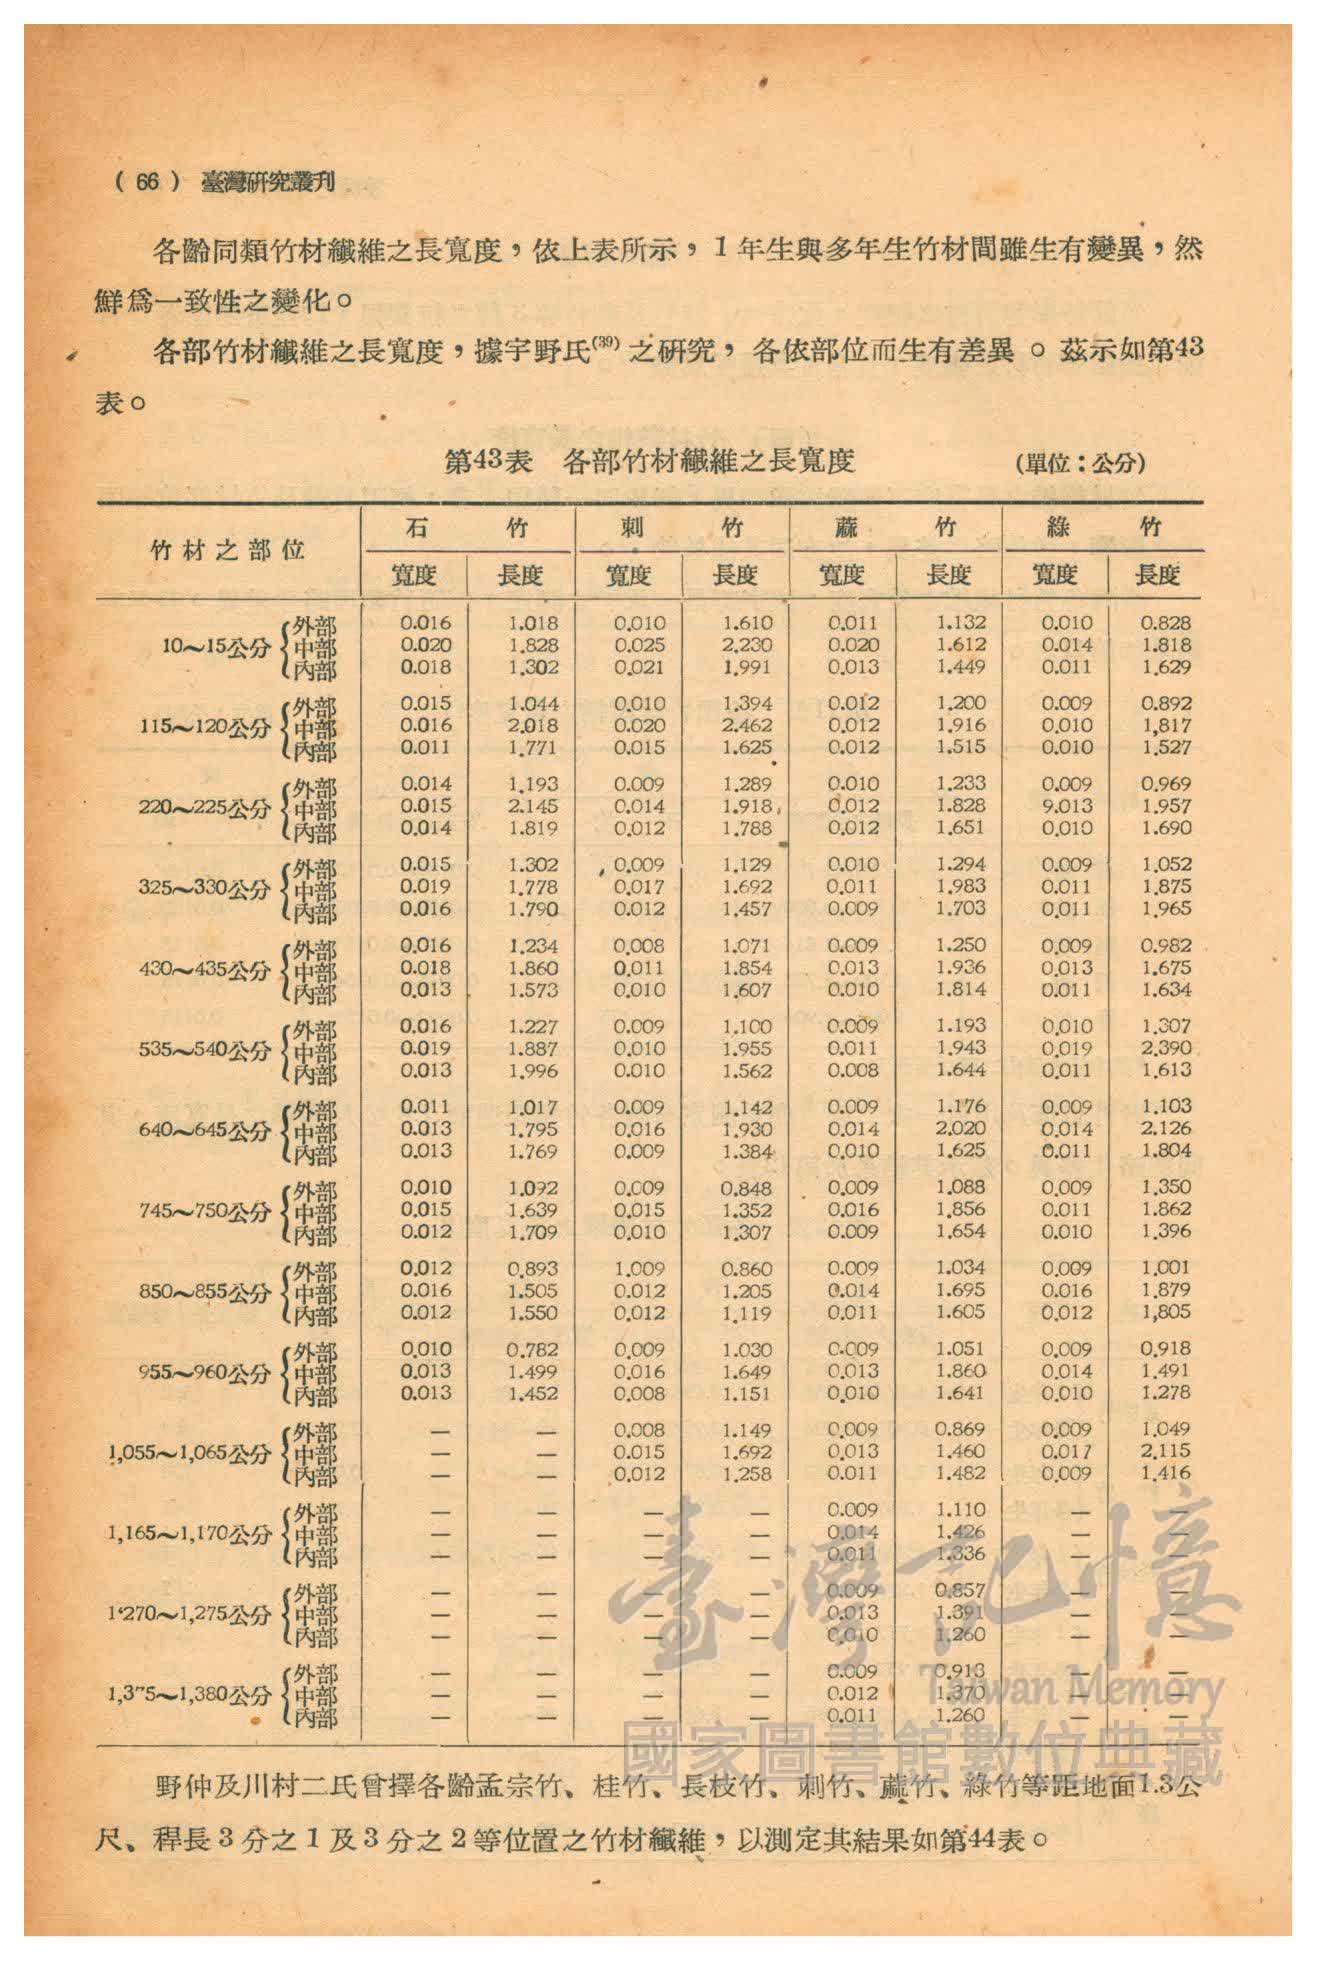 ( 66 ) 臺灣研究叢刊
各齡同類竹材纖維之長寬度，依上表所示，1年生與多年生竹材間雖生有變異，然
鮮爲一致性之變化。
各部竹材纖維之長寬度，據宇野氏(39)之研究，各依部位而生有差異。茲示如第43
表。
第43表 各部竹材纖維之長寬度 (單位：公分)
竹材之部位 石竹 刺竹 蔴竹 綠竹
寬度 長度 寬度 長度 寬度 長度 寬度 長度
10～15公分 外部 0.016 1.018 0.010 1.610 0.011 1.132 0.010 0.828
中部 0.020 1.828 0.025 2.230 0.020 1.612 0.014 1.818
內部 0.018 1.302 0.021 1.991 0.013 1.449 0.011 1.629
115～120公分 外部 0.015 1.044 0.010 1.394 0.012 1.200 0.009 0.892
中部 0.016 2.018 0.020 2.462 0.012 1.916 0.010 1,817
內部 0.011 1.771 0.015 1.625 0.012 1.515 0.010 1.527
220～225公分 外部 0.014 1.193 0.009 1.289 0.010 1.233 0.009 0.969
中部 0.015 2.145 0.014 1.918 0.012 1.828 9.013 1.957
內部 0.014 1.819 0.012 1.788 0.012 1.651 0.010 1.690
325～330公分 外部 0.015 1.302 0.009 1.129 0.010 1.294 0.009 1.052
中部 0.019 1.778 0.017 1.692 0.011 1.983 0.011 1.875
內部 0.016 1.790 0.012 1.457 0.009 1.703 0.011 1.965
430～435公分 外部 0.016 1.234 0.008 1.071 0.009 1.250 0.009 0.982
中部 0.018 1.860 0.011 1.854 0.013 1.936 0.013 1.675
內部 0.013 1.573 0.010 1.607 0.010 1.814 0.011 1.634
535～540公分 外部 0.016 1.227 0.009 1.100 0.009 1.193 0.010 1.307
中部 0.019 1.887 0.010 1.955 0.011 1.943 0.019 2.390
內部 0.013 1.996 0.010 1.562 0.008 1.644 0.011 1.613
640～645公分 外部 0.011 1.017 0.009 1.142 0.009 1.176 0.009 1.103
中部 0.013 1.795 0.016 1.930 0.014 2.020 0.014 2.126
內部 0.013 1.769 0.009 1.384 0.010 1.625 0.011 1.804
745～750公分 外部 0.010 1.092 0.009 0.848 0.009 1.088 0.009 1.350
中部 0.015 1.639 0.015 1.352 0.016 1.856 0.011 1.862
內部 0.012 1.709 0.010 1.307 0.009 1.654 0.010 1.396
850～855公分 外部 0.012 0.893 1.009 0.860 0.009 1.034 0.009 1.001
中部 0.016 1.505 0.012 1.205 0.014 1.695 0.016 1.879
內部 0.012 1.550 0.012 1.119 0.011 1.605 0.012 1,805
955～960公分 外部 0.010 0.782 0.009 1.030 0.009 1.051 0.009 0.918
中部 0.013 1.499 0.016 1.649 0.013 1.860 0.014 1.491
內部 0.013 1.452 0.008 1.151 0.010 1.641 0.010 1.278
1,055～1,065公分 外部 — — 0.008 1.149 0.009 0.869 0.009 1.049
中部 — — 0.015 1.692 0.013 1.460 0.017 2.115
內部 — — 0.012 1.258 0.011 1.482 0.009 1.416
1,165～1,170公分 外部 — — — — 0.009 1.110 — —
中部 — — — — 0.014 1.426 — —
內部 — — — — 0.011 1.336 — —
1‘270～1,275公分 外部 — — — — 0.009 0.857 — —
中部 — — — — 0.013 1.391 — —
內部 — — — — 0.010 1.260 — —
1,375～1,380公分 外部 — — — — 0.009 0.913 — —
中部 — — — — 0.012 1.370 — —
內部 — — — — 0.011 1.260 — —
臺灣記憶
Taiwan Memory
國家圖書館數位典藏
野仲及川村二氏曾擇各齡孟宗竹、桂竹、長枝竹、刺竹、蔴竹、綠竹等距地面1.3公
尺、稈長3分之1及3分之2等位置之竹材纖維，以測定其結果如第44表。